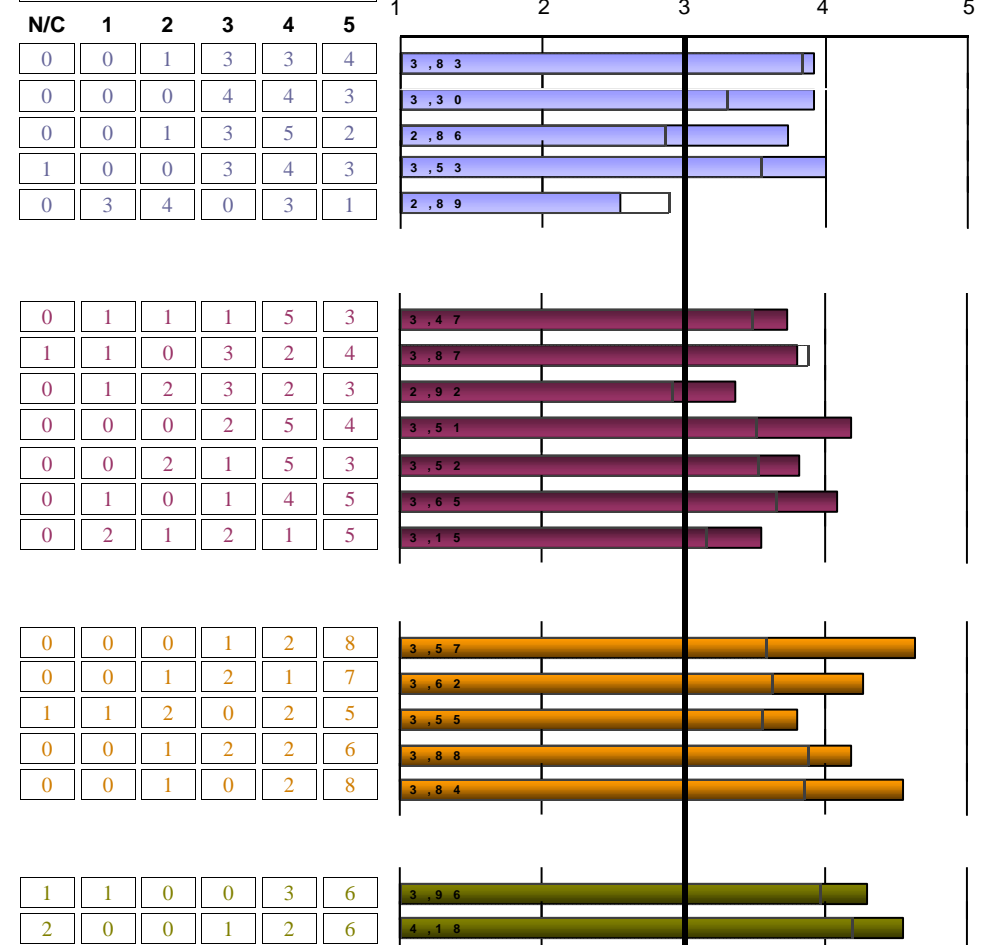 1 2 3 4 5
N/C 1 2 3 4 5
0 0 1 3 3 4 3,83
0 0 0 4 4 3 3,30
0 0 1 3 5 2 2,86
1 0 0 3 4 3 3,53
0 3 4 0 3 1 2,89
0 1 1 1 5 3 3,47
1 1 0 3 2 4 3,87
0 1 2 3 2 3 2,92
0 0 0 2 5 4 3,51
0 0 2 1 5 3 3,52
0 1 0 1 4 5 3,65
0 2 1 2 1 5 3,15
0 0 0 1 2 8 3,57
0 0 1 2 1 7 3,62
1 1 2 0 2 5 3,55
0 0 1 2 2 6 3,88
0 0 1 0 2 8 3,84
1 1 0 0 3 6 3,96
2 0 0 1 2 6 4,18